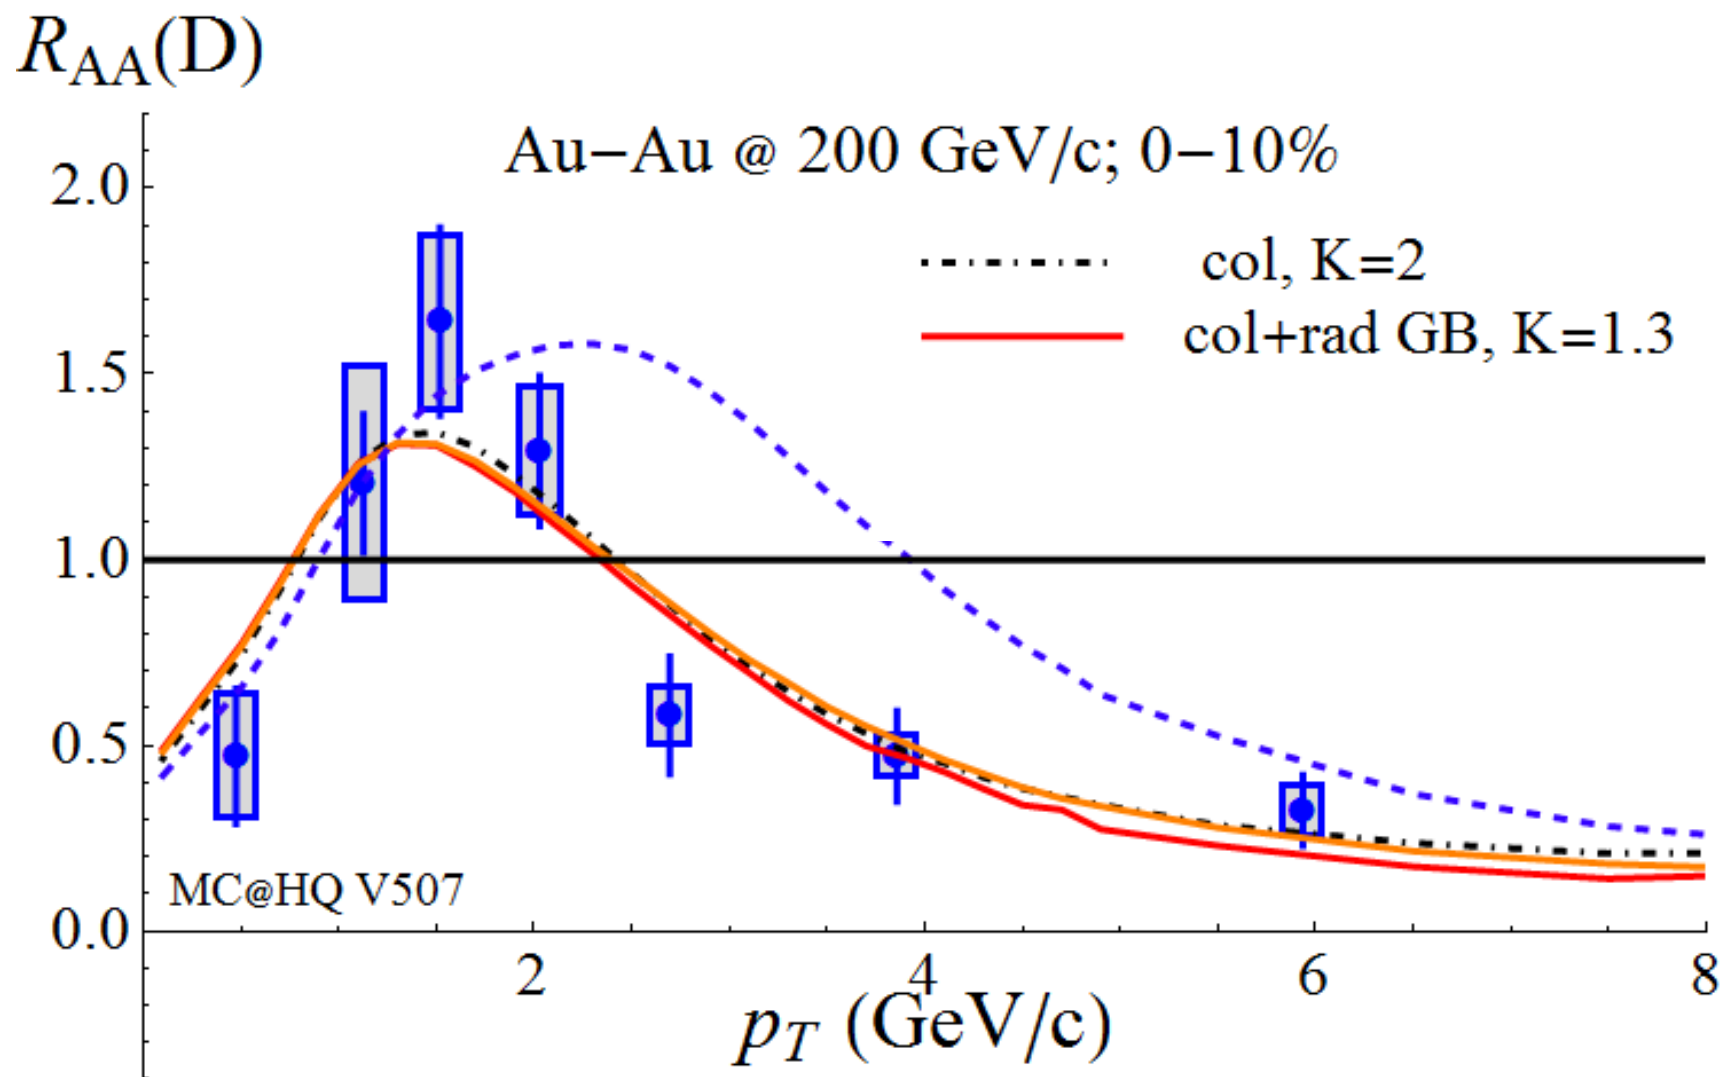 R_AA(D)
Au−Au @ 200 GeV/c; 0−10%
2.0
col, K=2
col+rad GB, K=1.3
1.5
1.0
0.5
MC@HQ V507
0.0
2 4 6 8
p_T (GeV/c)